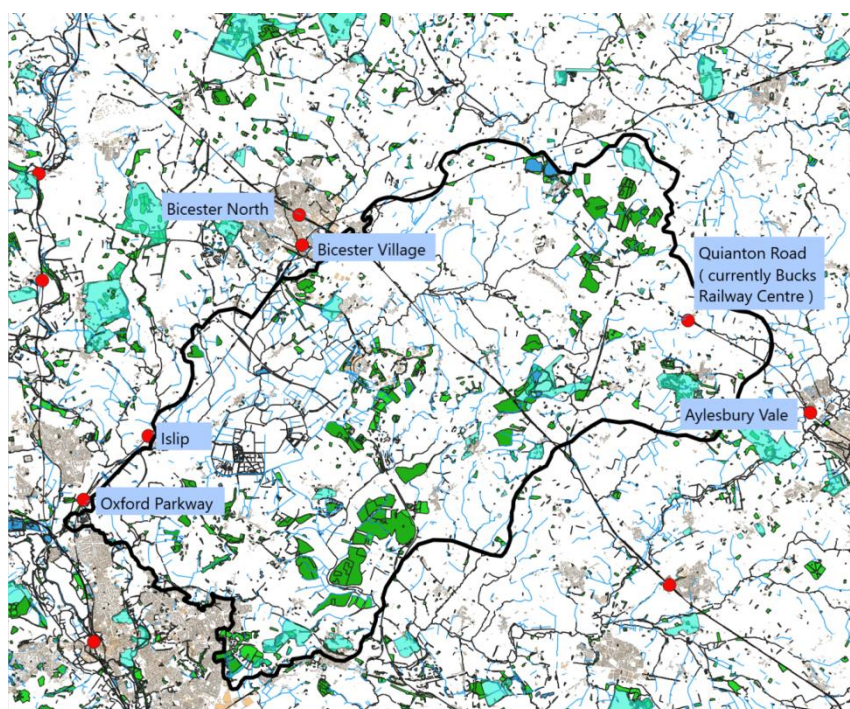 Bicester North
Bicester Village
Quianton Road
( currently Bucks
Railway Centre )
Aylesbury Vale
Islip
Oxford Parkway